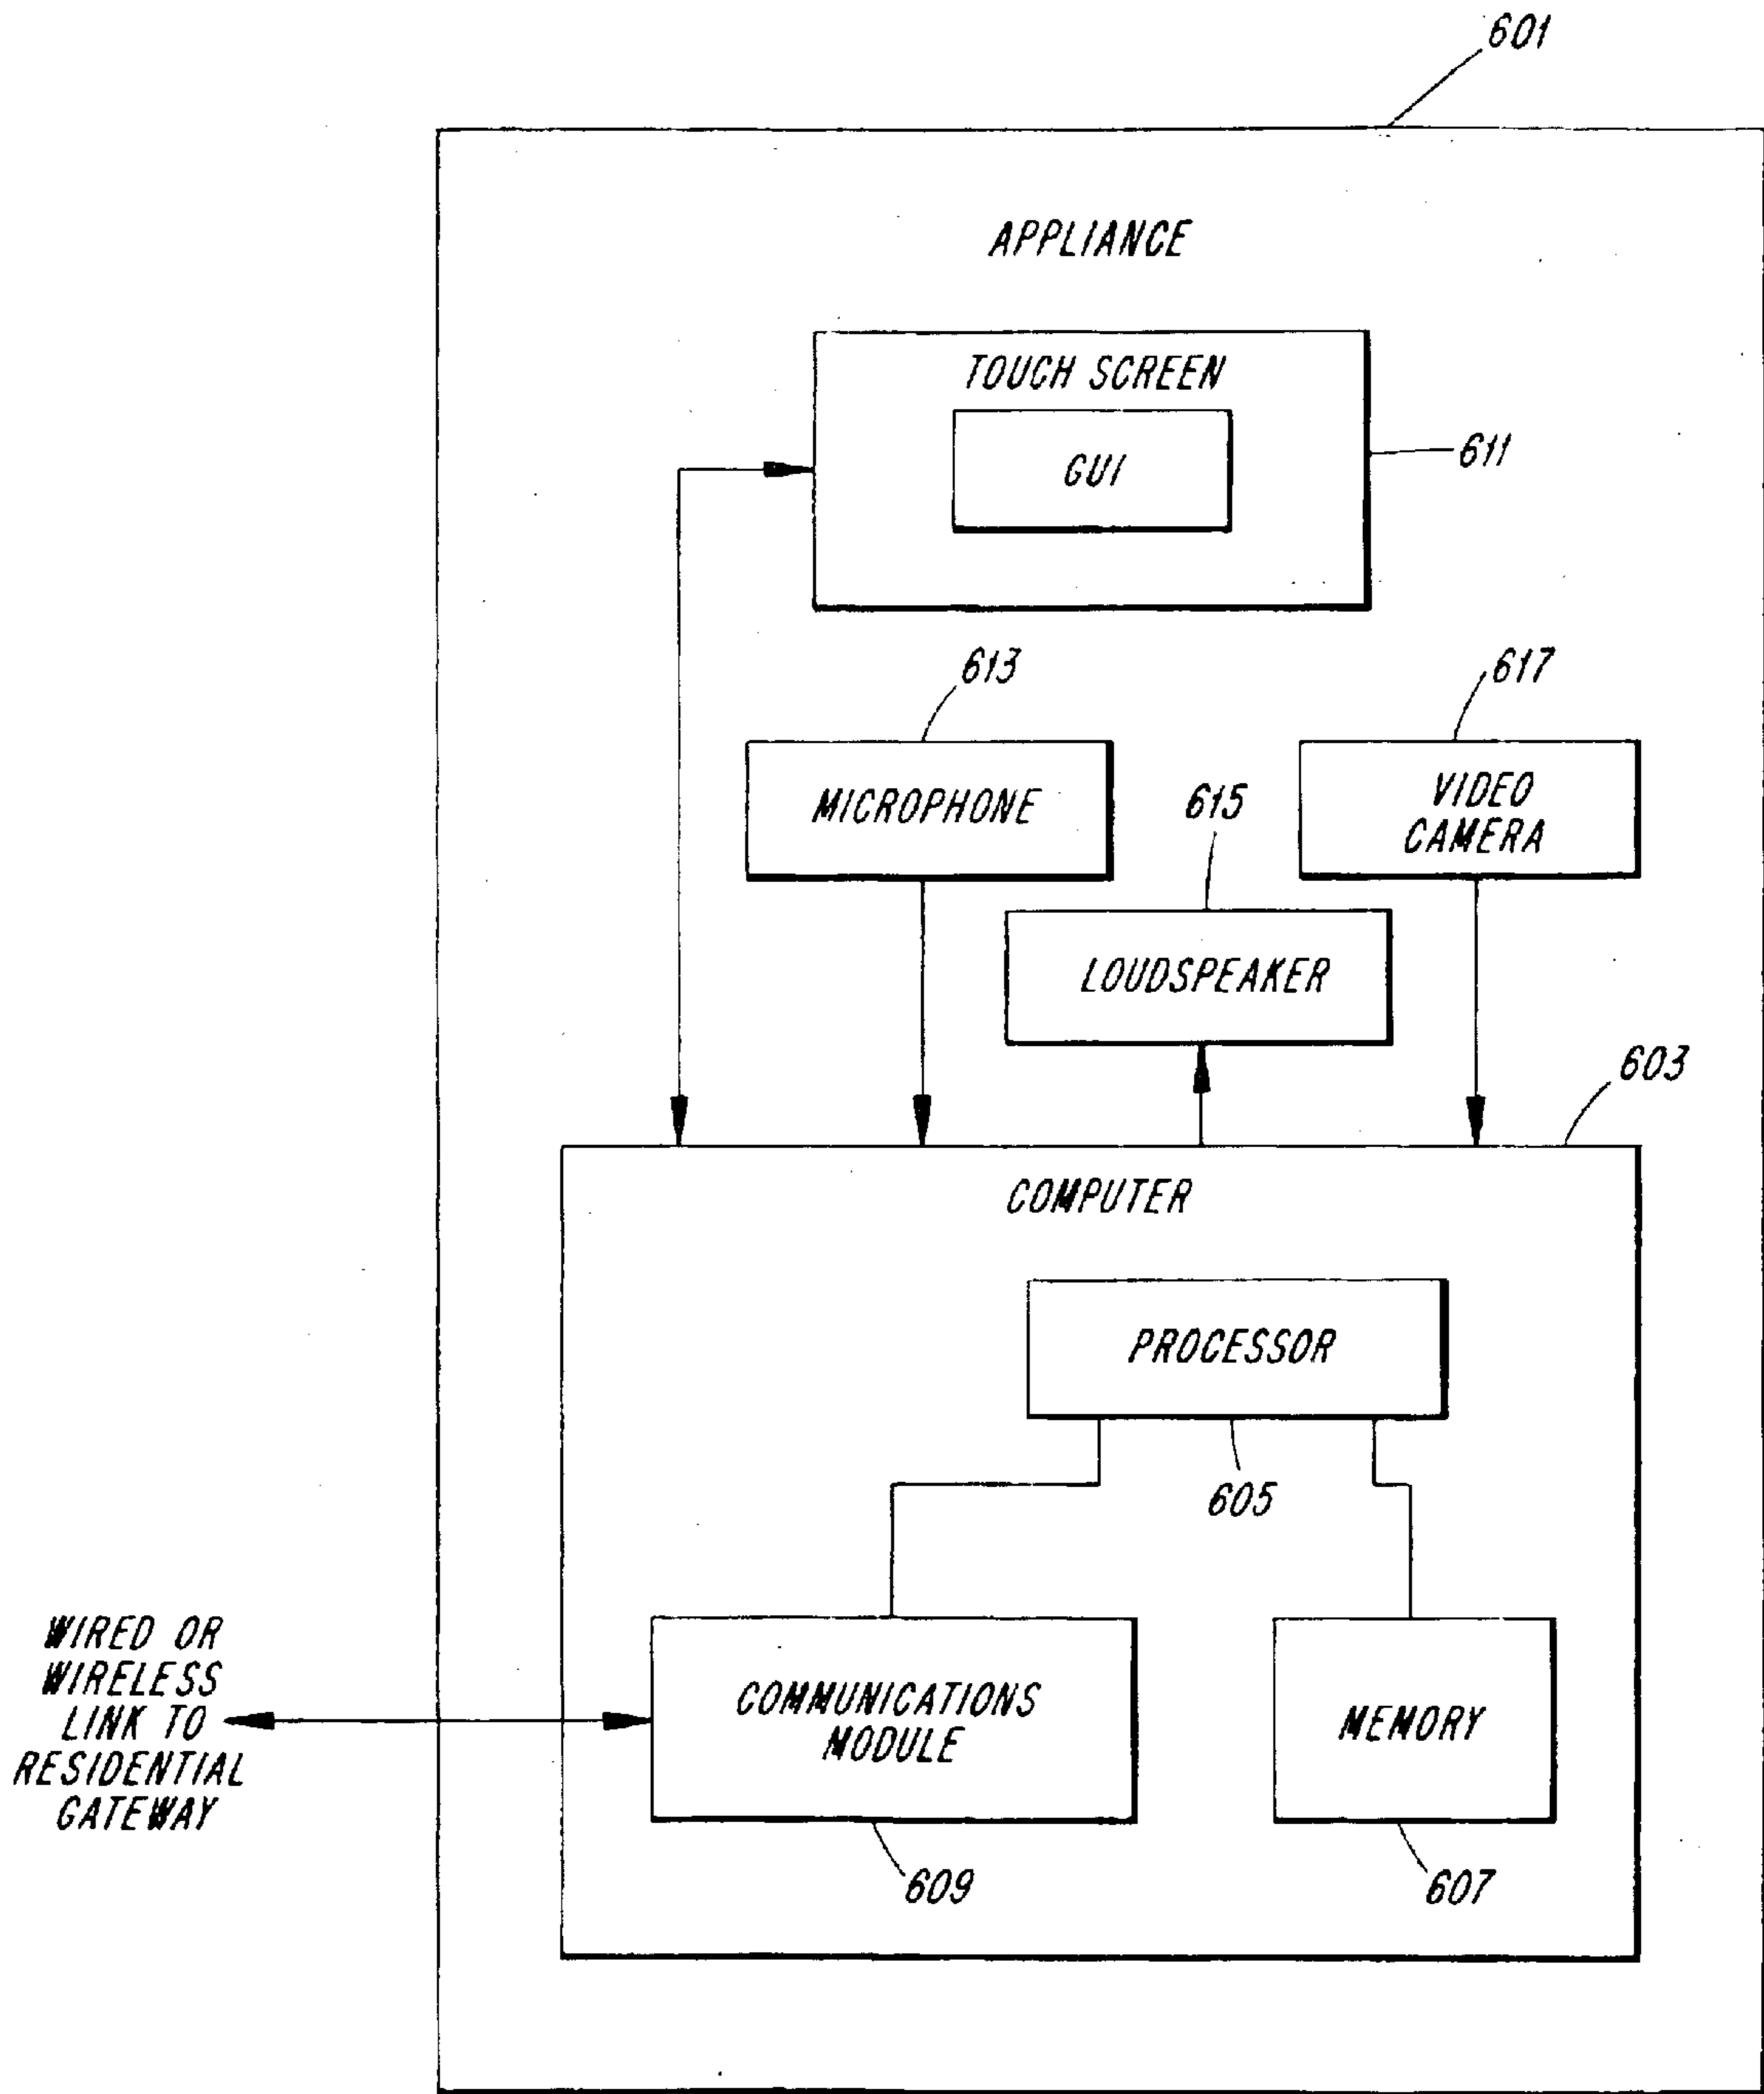 601
APPLIANCE
TOUCH SCREEN
GUI
611
613
617
MICROPHONE
615
VIDEO
CAMERA
LOUDSPEAKER
603
COMPUTER
PROCESSOR
605
WIRED OR
WIRELESS
LINK TO
RESIDENTIAL
GATEWAY
COMMUNICATIONS
MODULE
MEMORY
609
607